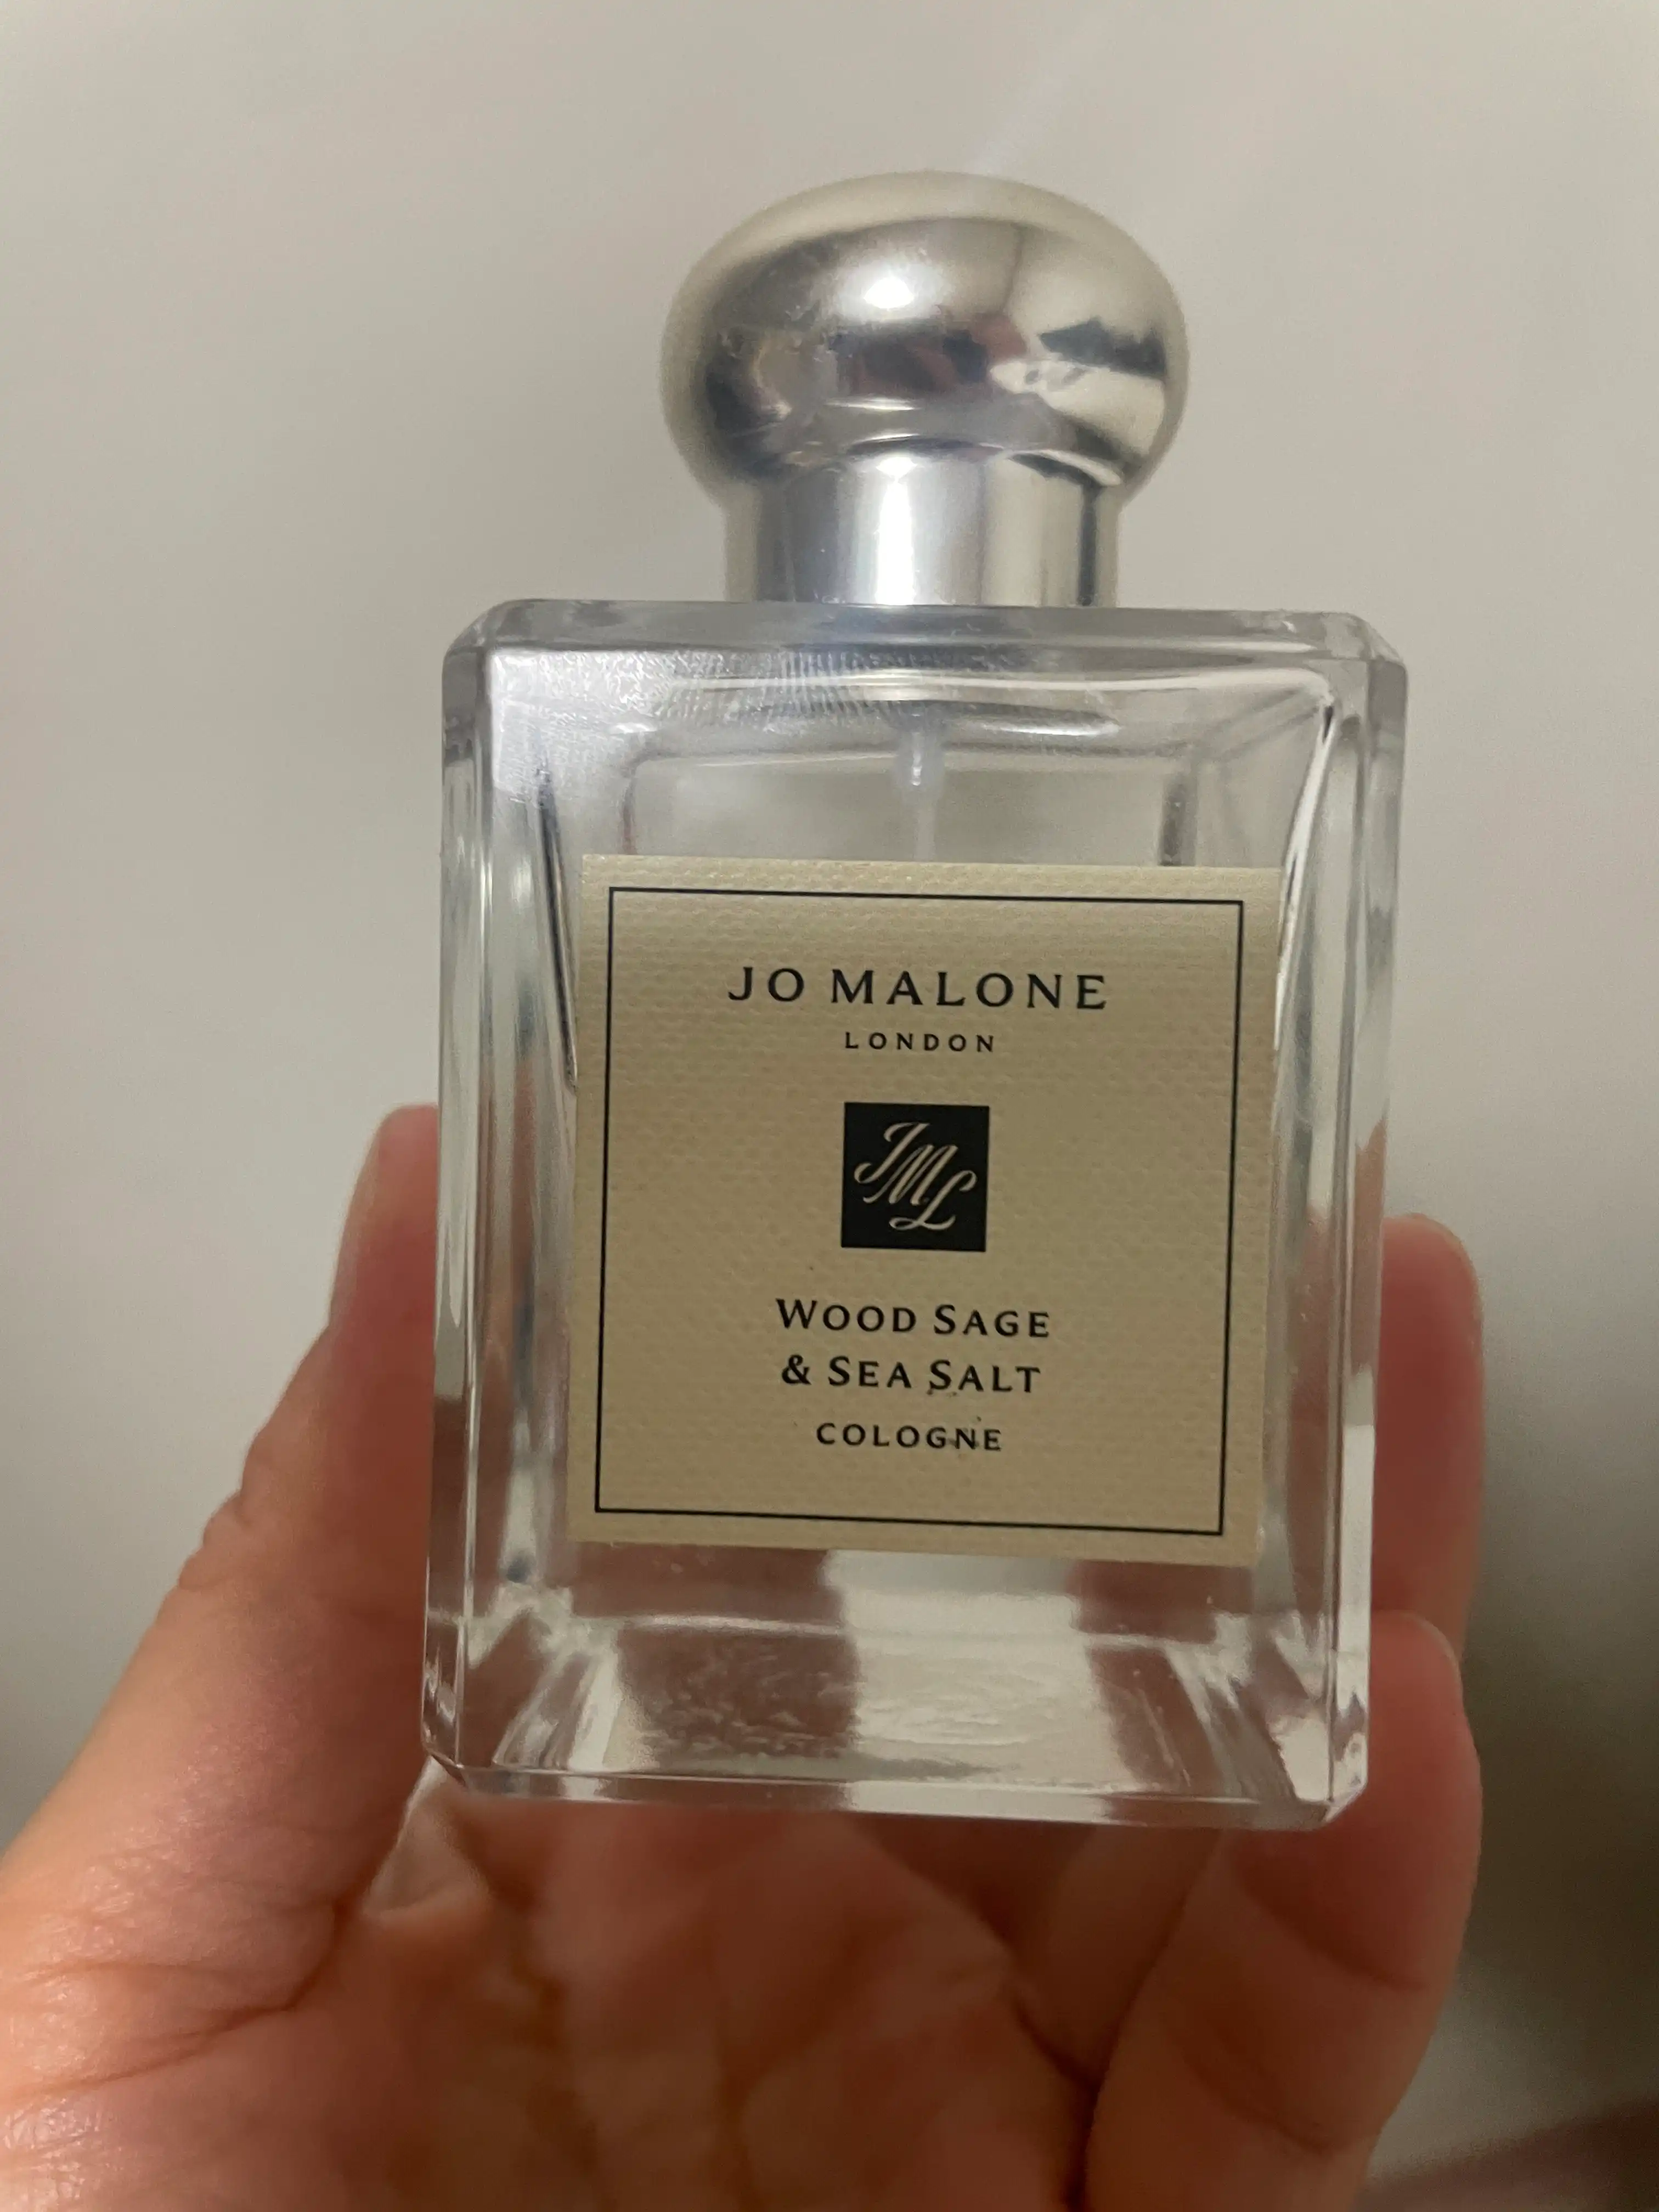 JO MALONE
LONDON
JML
WOOD SAGE
& SEA SALT
COLOGNE